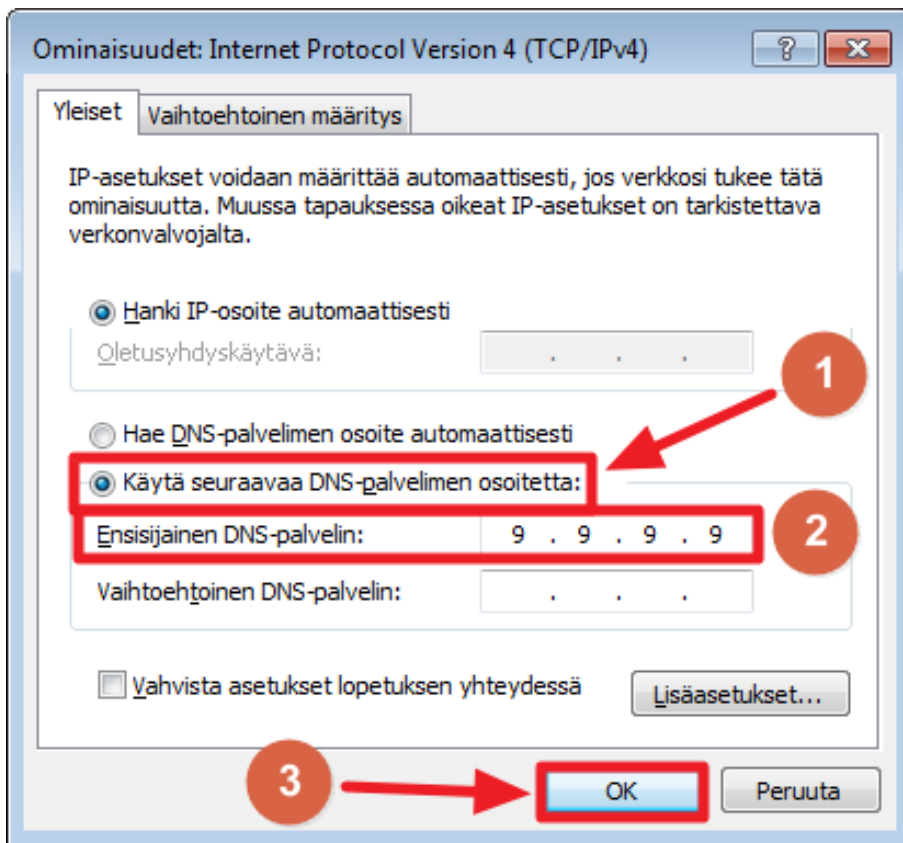 Ominaisuudet: Internet Protocol Version 4 (TCP/IPv4)
Yleiset
Vaihtoehtoinen määritys
IP-asetukset voidaan määrittää automaattisesti, jos verkkosi tukee tätä
ominaisuutta. Muussa tapauksessa oikeat IP-asetukset on tarkistettava
verkonvalvojalta.
Hanki IP-osoite automaattisesti
Oletusyhdyskäytävä: . . .
1
Hae DNS-palvelimen osoite automaattisesti
Käytä seuraavaa DNS-palvelimen osoitetta:
Ensisijainen DNS-palvelin: 9 . 9 . 9 . 9
2
Vaihtoehtoinen DNS-palvelin: . . .
Vahvista asetukset lopetuksen yhteydessä
Lisäasetukset...
3
OK
Peruuta